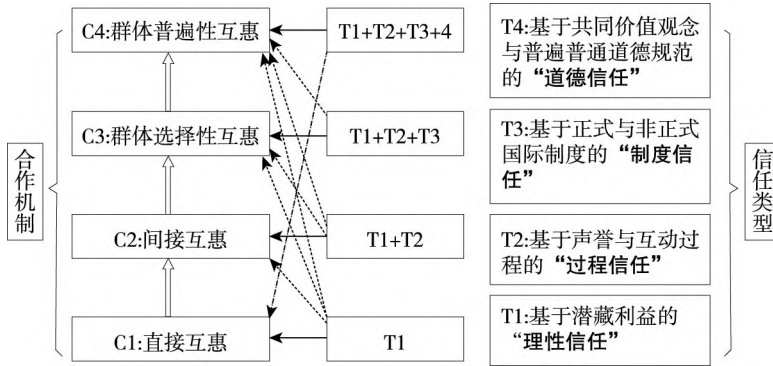 合作机制
C4:群体普遍性互惠
C3:群体选择性互惠
C2:间接互惠
C1:直接互惠
T1+T2+T3+4
T1+T2+T3
T1+T2
T1
T4:基于共同价值观念
与普遍普通道德规范
的“道德信任”
T3:基于正式与非正式
国际制度的“制度信
任”
T2:基于声誉与互动过
程的“过程信任”
T1:基于潜藏利益的
“理性信任”
信任类型